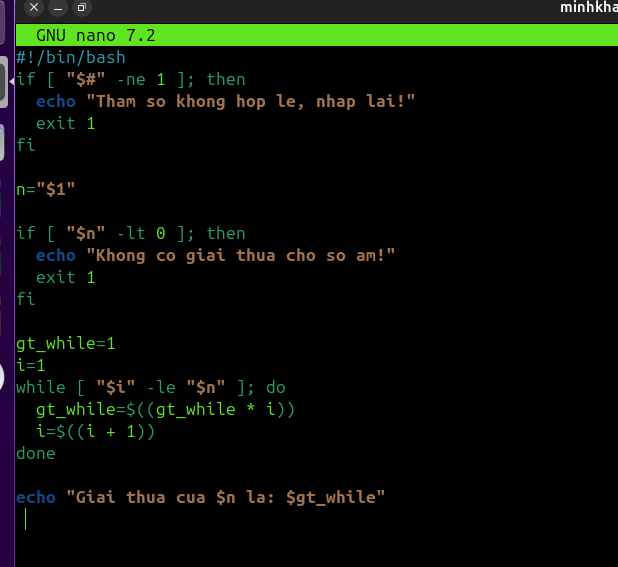 minhkha
GNU nano 7.2
#!/bin/bash
if [ "$#" -ne 1 ]; then
  echo "Tham so khong hop le, nhap lai!"
  exit 1
fi

n="$1"

if [ "$n" -lt 0 ]; then
  echo "Khong co giai thua cho so am!"
  exit 1
fi

gt_while=1
i=1
while [ "$i" -le "$n" ]; do
  gt_while=$((gt_while * i))
  i=$((i + 1))
done

echo "Giai thua cua $n la: $gt_while"